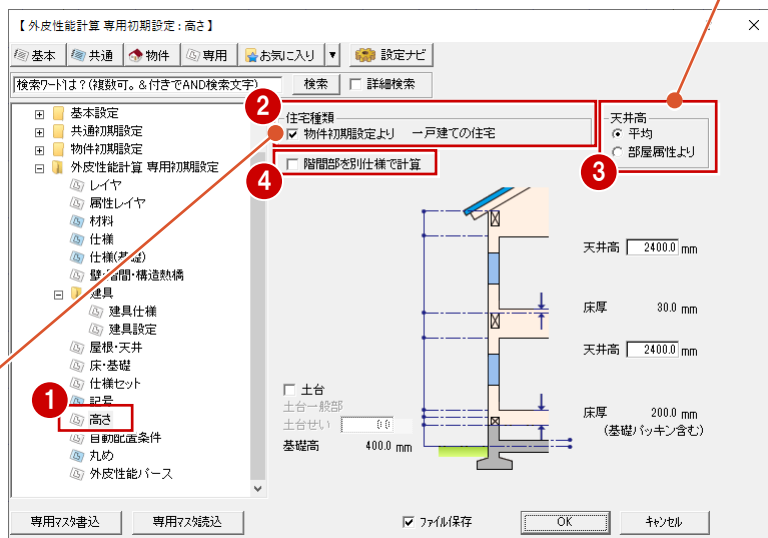 【 外皮性能計算 専用初期設定 : 高さ 】
基本 共通 物件 専用 お気に入り ▼ 設定ナビ
検索ワードは？(複数可。＆付きでAND検索文字) 検索 詳細検索
基本設定
共通初期設定
物件初期設定
外皮性能計算 専用初期設定
レイヤ
属性レイヤ
材料
仕様
仕様(基礎)
壁・階間・構造熱橋
建具
建具仕様
建具設定
屋根・天井
床・基礎
仕様セット
記号
1
高さ
自動配置条件
丸め
外皮性能パース
2
住宅種類
物件初期設定より 一戸建ての住宅
4
階間部を別仕様で計算
3
天井高
平均
部屋属性より
天井高 2400.0 mm
床厚 30.0 mm
天井高 2400.0 mm
床厚 200.0 mm
(基礎パッキン含む)
土台
土台一般部
土台せい 0.0
基礎高 400.0 mm
専用マスタ書込 専用マスタ読込 ファイル保存 OK キャンセル